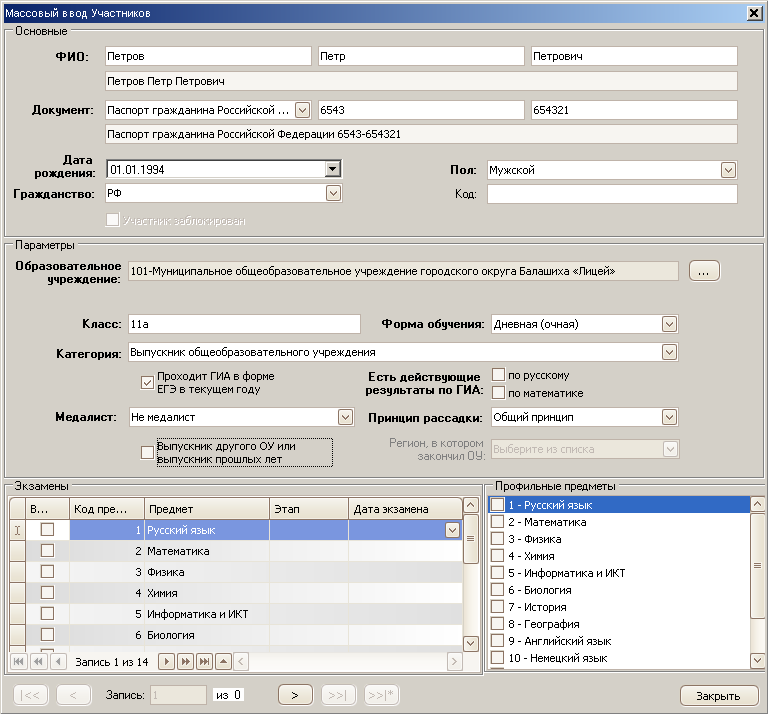 Массовый ввод Участников
Основные
ФИО: Петров Петр Петрович
Петров Петр Петрович
Документ: Паспорт гражданина Российской ... 6543 654321
Паспорт гражданина Российской Федерации 6543-654321
Дата
рождения: 01.01.1994 Пол: Мужской
Гражданство: РФ Код:
Участник заблокирован
Параметры
Образовательное
учреждение: 101-Муниципальное общеобразовательное учреждение городского округа Балашиха «Лицей» ...
Класс: 11а Форма обучения: Дневная (очная)
Категория: Выпускник общеобразовательного учреждения
Проходит ГИА в форме
ЕГЭ в текущем году
Есть действующие
результаты по ГИА:
по русскому
по математике
Медалист: Не медалист Принцип рассадки: Общий принцип
Выпускник другого ОУ или
выпускник прошлых лет
Регион, в котором
закончил ОУ: Выберите из списка
Экзамены
В... Код пре... Предмет Этап Дата экзамена
1 Русский язык
2 Математика
3 Физика
4 Химия
5 Информатика и ИКТ
6 Биология
Запись 1 из 14
Профильные предметы
1 - Русский язык
2 - Математика
3 - Физика
4 - Химия
5 - Информатика и ИКТ
6 - Биология
7 - История
8 - География
9 - Английский язык
10 - Немецкий язык
|<< < Запись: 1 из 0 > >>| >>|* Закрыть